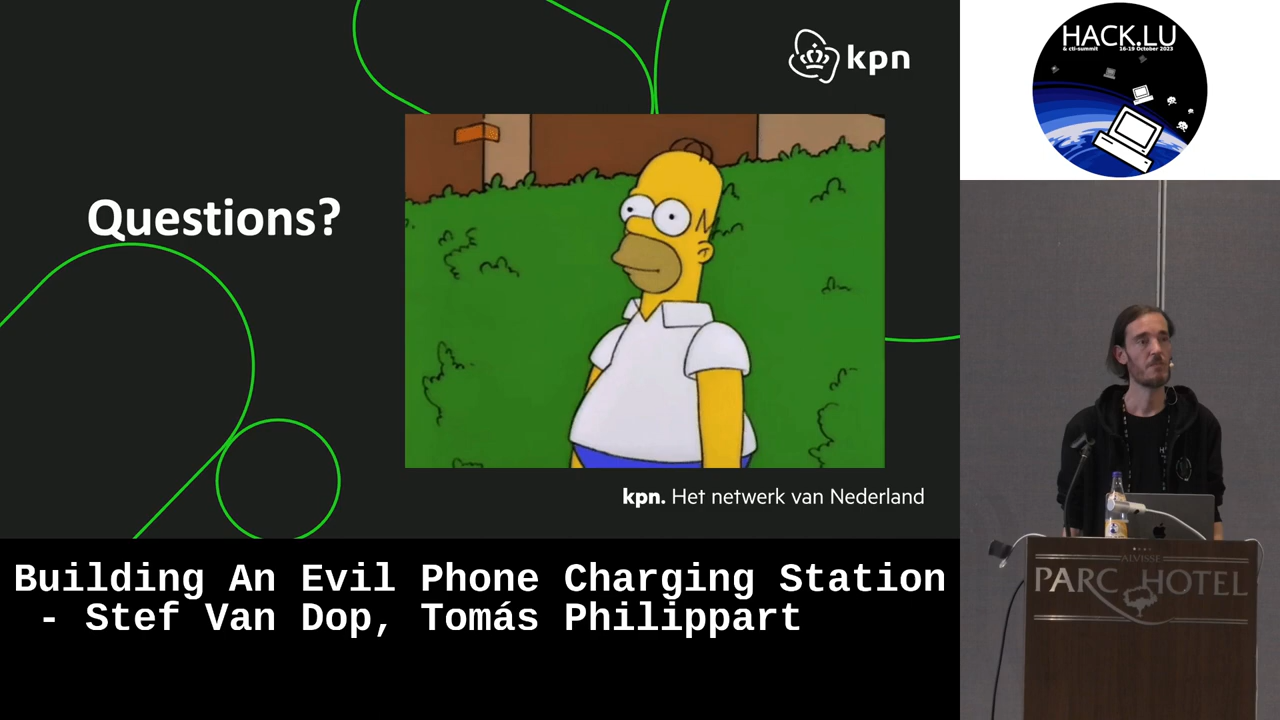 kpn
Questions?
kpn. Het netwerk van Nederland
HACK.LU
& cti-summit 16-19 October 2023
ALVISSE
PARC HOTEL
Building An Evil Phone Charging Station
- Stef Van Dop, Tomás Philippart